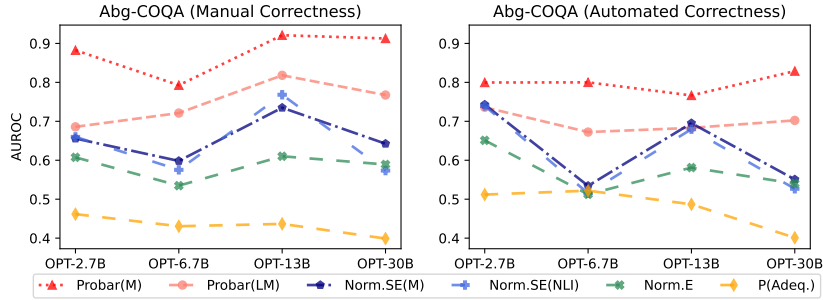 Abg-COQA (Manual Correctness)
Abg-COQA (Automated Correctness)
AUROC
0.9
0.8
0.7
0.6
0.5
0.4
OPT-2.7B
OPT-6.7B
OPT-13B
OPT-30B
0.9
0.8
0.7
0.6
0.5
0.4
OPT-2.7B
OPT-6.7B
OPT-13B
OPT-30B
Probar(M)
Probar(LM)
Norm.SE(M)
Norm.SE(NLI)
Norm.E
P(Adeq.)